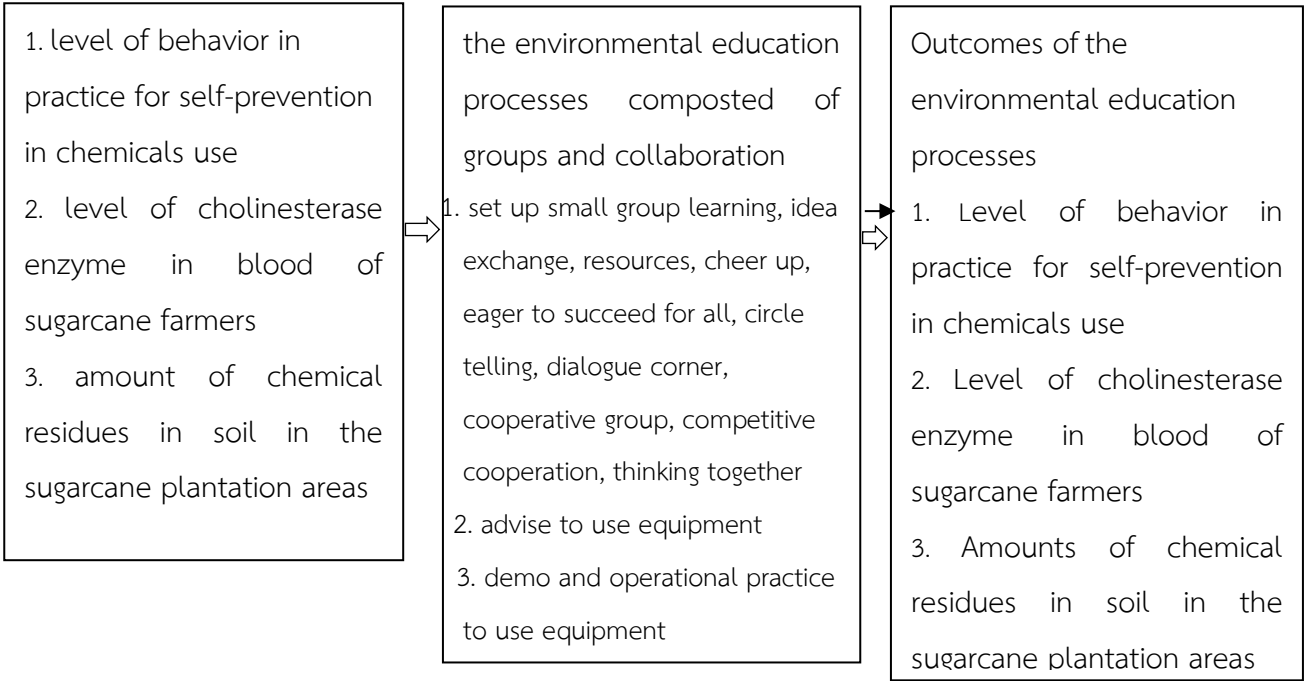 1. level of behavior in
practice for self-prevention
in chemicals use
2. level of cholinesterase
enzyme in blood of
sugarcane farmers
3. amount of chemical
residues in soil in the
sugarcane plantation areas
the environmental education
processes composted of
groups and collaboration
1. set up small group learning, idea
exchange, resources, cheer up,
eager to succeed for all, circle
telling, dialogue corner,
cooperative group, competitive
cooperation, thinking together
2. advise to use equipment
3. demo and operational practice
to use equipment
Outcomes of the
environmental education
processes
1. Level of behavior in
practice for self-prevention
in chemicals use
2. Level of cholinesterase
enzyme in blood of
sugarcane farmers
3. Amounts of chemical
residues in soil in the
sugarcane plantation areas